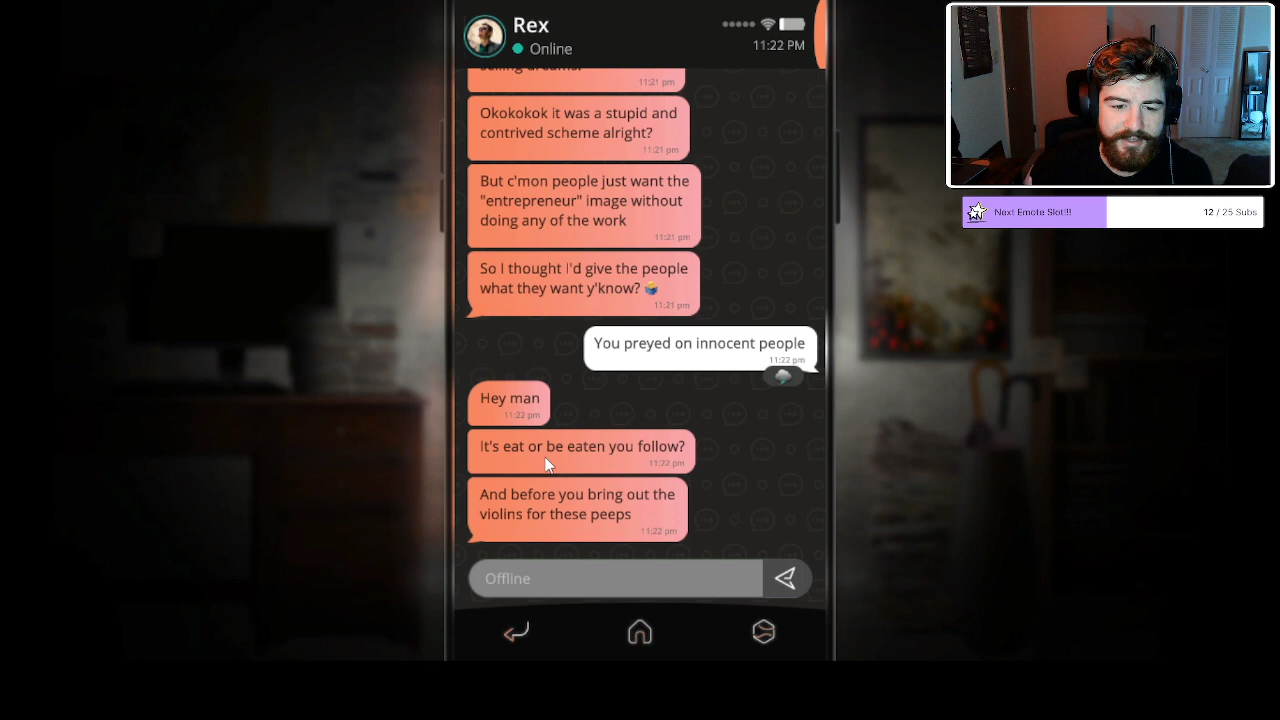 Rex
Online
11:22 PM
selling dreams.
11:21 pm
Okokokok it was a stupid and
contrived scheme alright?
11:21 pm
But c'mon people just want the
"entrepreneur" image without
doing any of the work
11:21 pm
So I thought I'd give the people
what they want y'know? 🤹
11:21 pm
You preyed on innocent people
11:22 pm
Hey man
11:22 pm
It's eat or be eaten you follow?
11:22 pm
And before you bring out the
violins for these peeps
11:22 pm
Offline
Next Emote Slot!!!
12 / 25 Subs